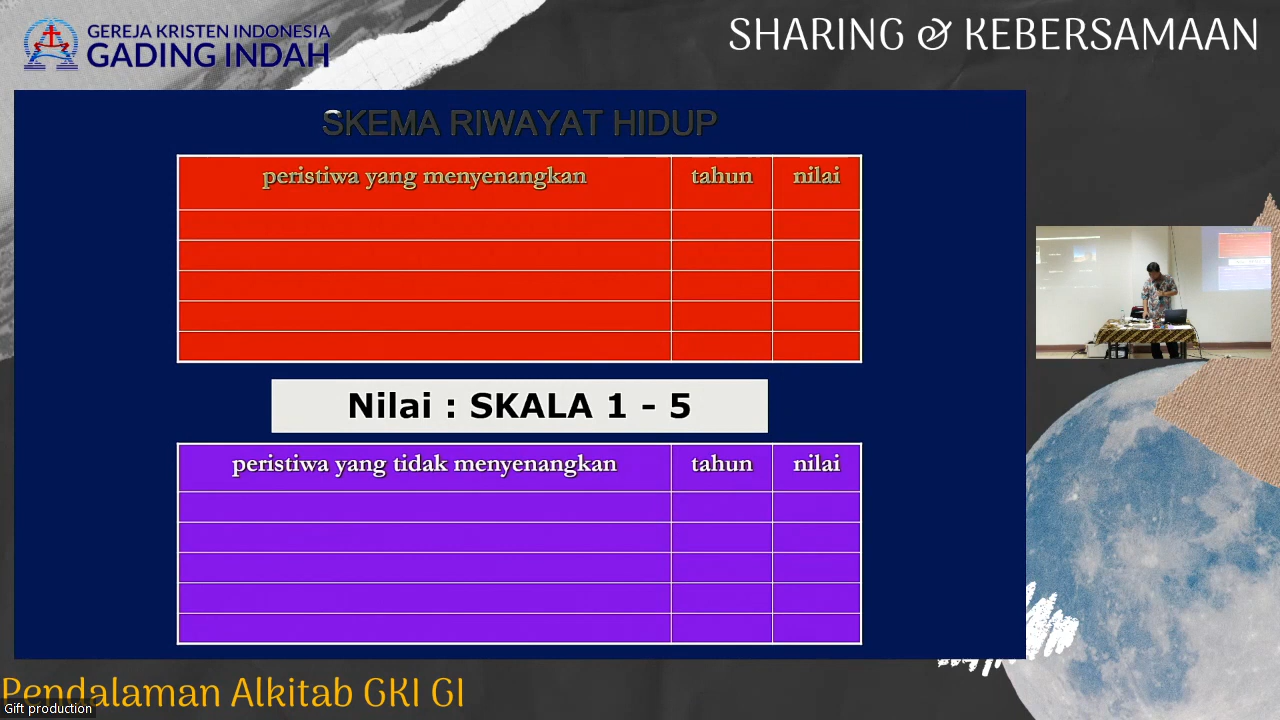 GEREJA KRISTEN INDONESIA
GADING INDAH
SHARING & KEBERSAMAAN
SKEMA RIWAYAT HIDUP
peristiwa yang menyenangkan tahun nilai
Nilai : SKALA 1 - 5
peristiwa yang tidak menyenangkan tahun nilai
Pendalaman Alkitab GKI GI
Gift production